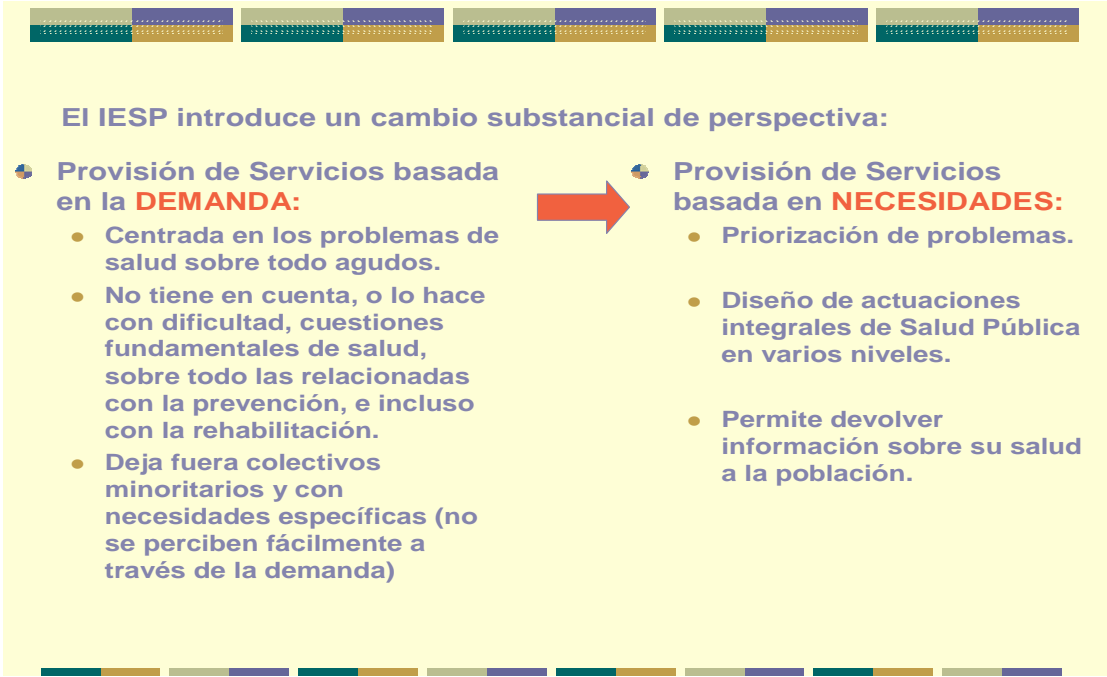 El IESP introduce un cambio substancial de perspectiva:
Provisión de Servicios basada
en la DEMANDA:
Centrada en los problemas de
salud sobre todo agudos.
No tiene en cuenta, o lo hace
con dificultad, cuestiones
fundamentales de salud,
sobre todo las relacionadas
con la prevención, e incluso
con la rehabilitación.
Deja fuera colectivos
minoritarios y con
necesidades específicas (no
se perciben fácilmente a
través de la demanda)
Provisión de Servicios
basada en NECESIDADES:
Priorización de problemas.
Diseño de actuaciones
integrales de Salud Pública
en varios niveles.
Permite devolver
información sobre su salud
a la población.